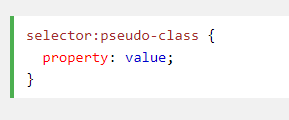 selector:pseudo-class {
  property: value;
}